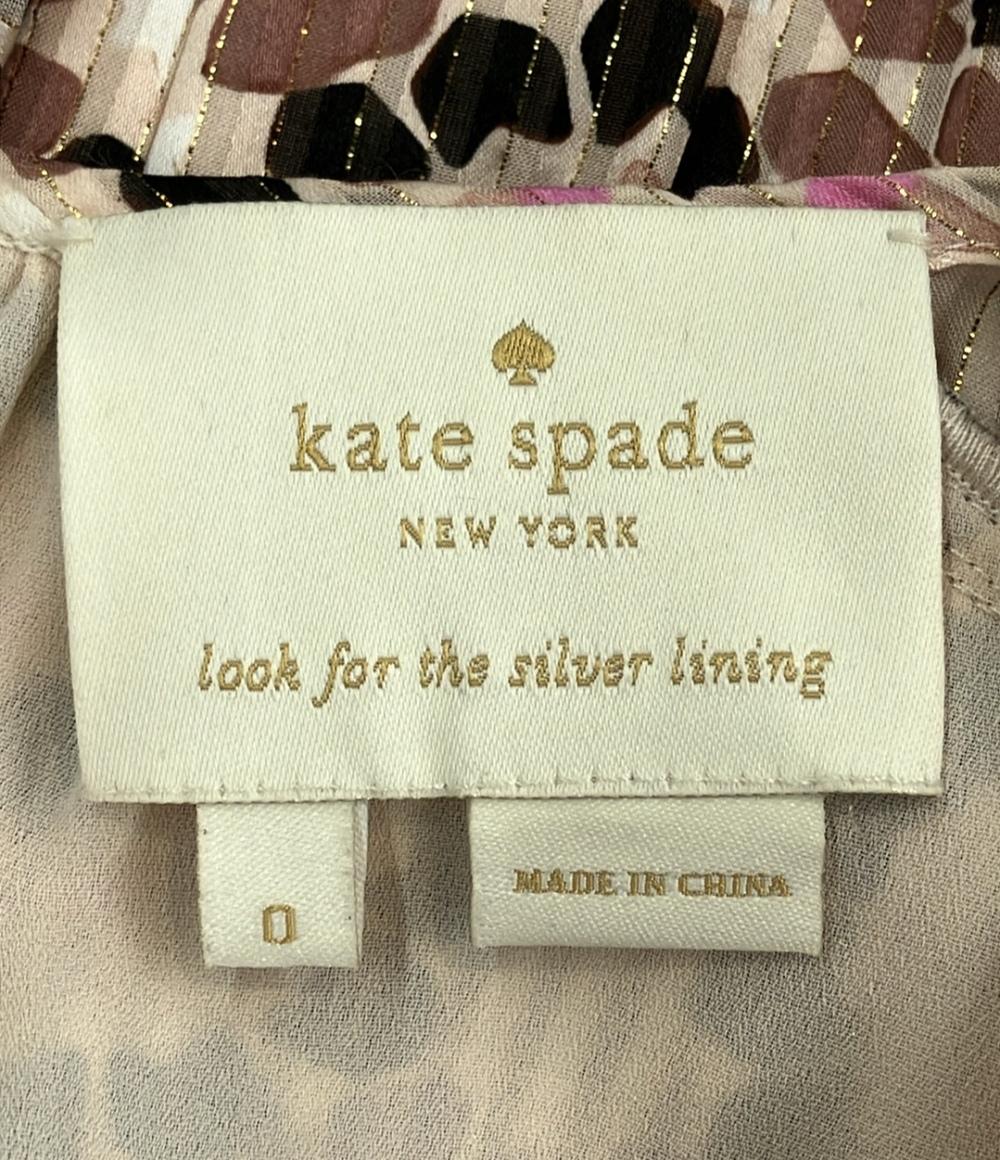 kate spade
NEW YORK
look for the silver lining
0
MADE IN CHINA